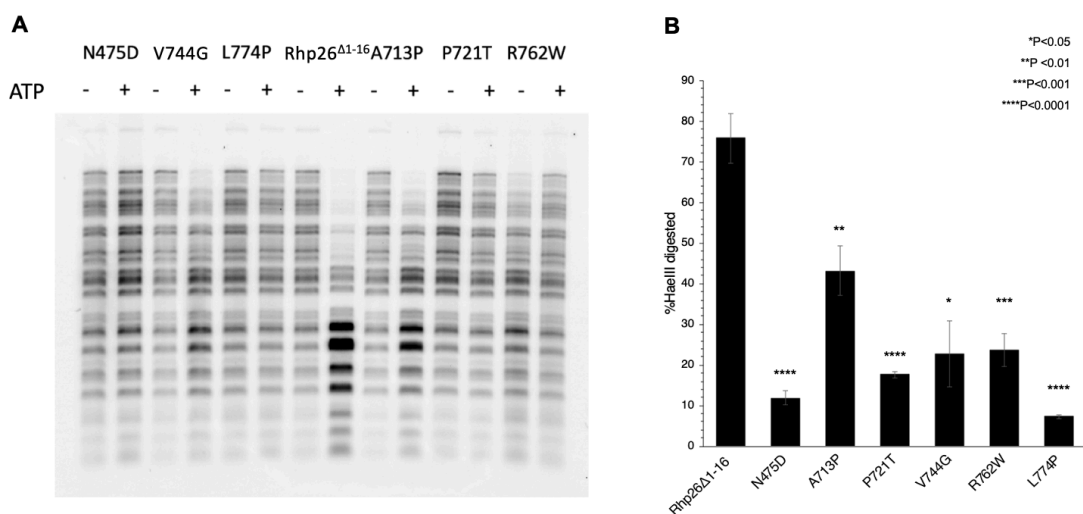 A
N475D V744G L774P Rhp26Δ1-16 A713P P721T R762W
ATP - + - + - + - + - + - + - +
B
*P<0.05
**P <0.01
***P<0.001
****P<0.0001
%HaeIII digested
90
80
70
60
50
40
30
20
10
0
****
**
****
*
***
****
Rhp26Δ1-16
N475D
A713P
P721T
V744G
R762W
L774P